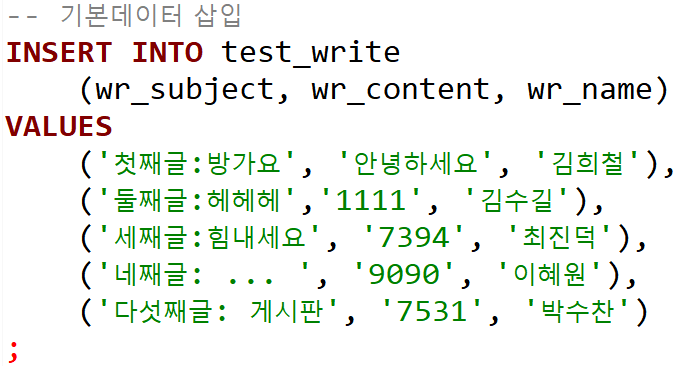 -- 기본데이터 삽입
INSERT INTO test_write
    (wr_subject, wr_content, wr_name)
VALUES
    ('첫째글:방가요', '안녕하세요', '김희철'),
    ('둘째글:헤헤헤','1111', '김수길'),
    ('세째글:힘내세요', '7394', '최진덕'),
    ('네째글: ... ', '9090', '이혜원'),
    ('다섯째글: 게시판', '7531', '박수찬')
;